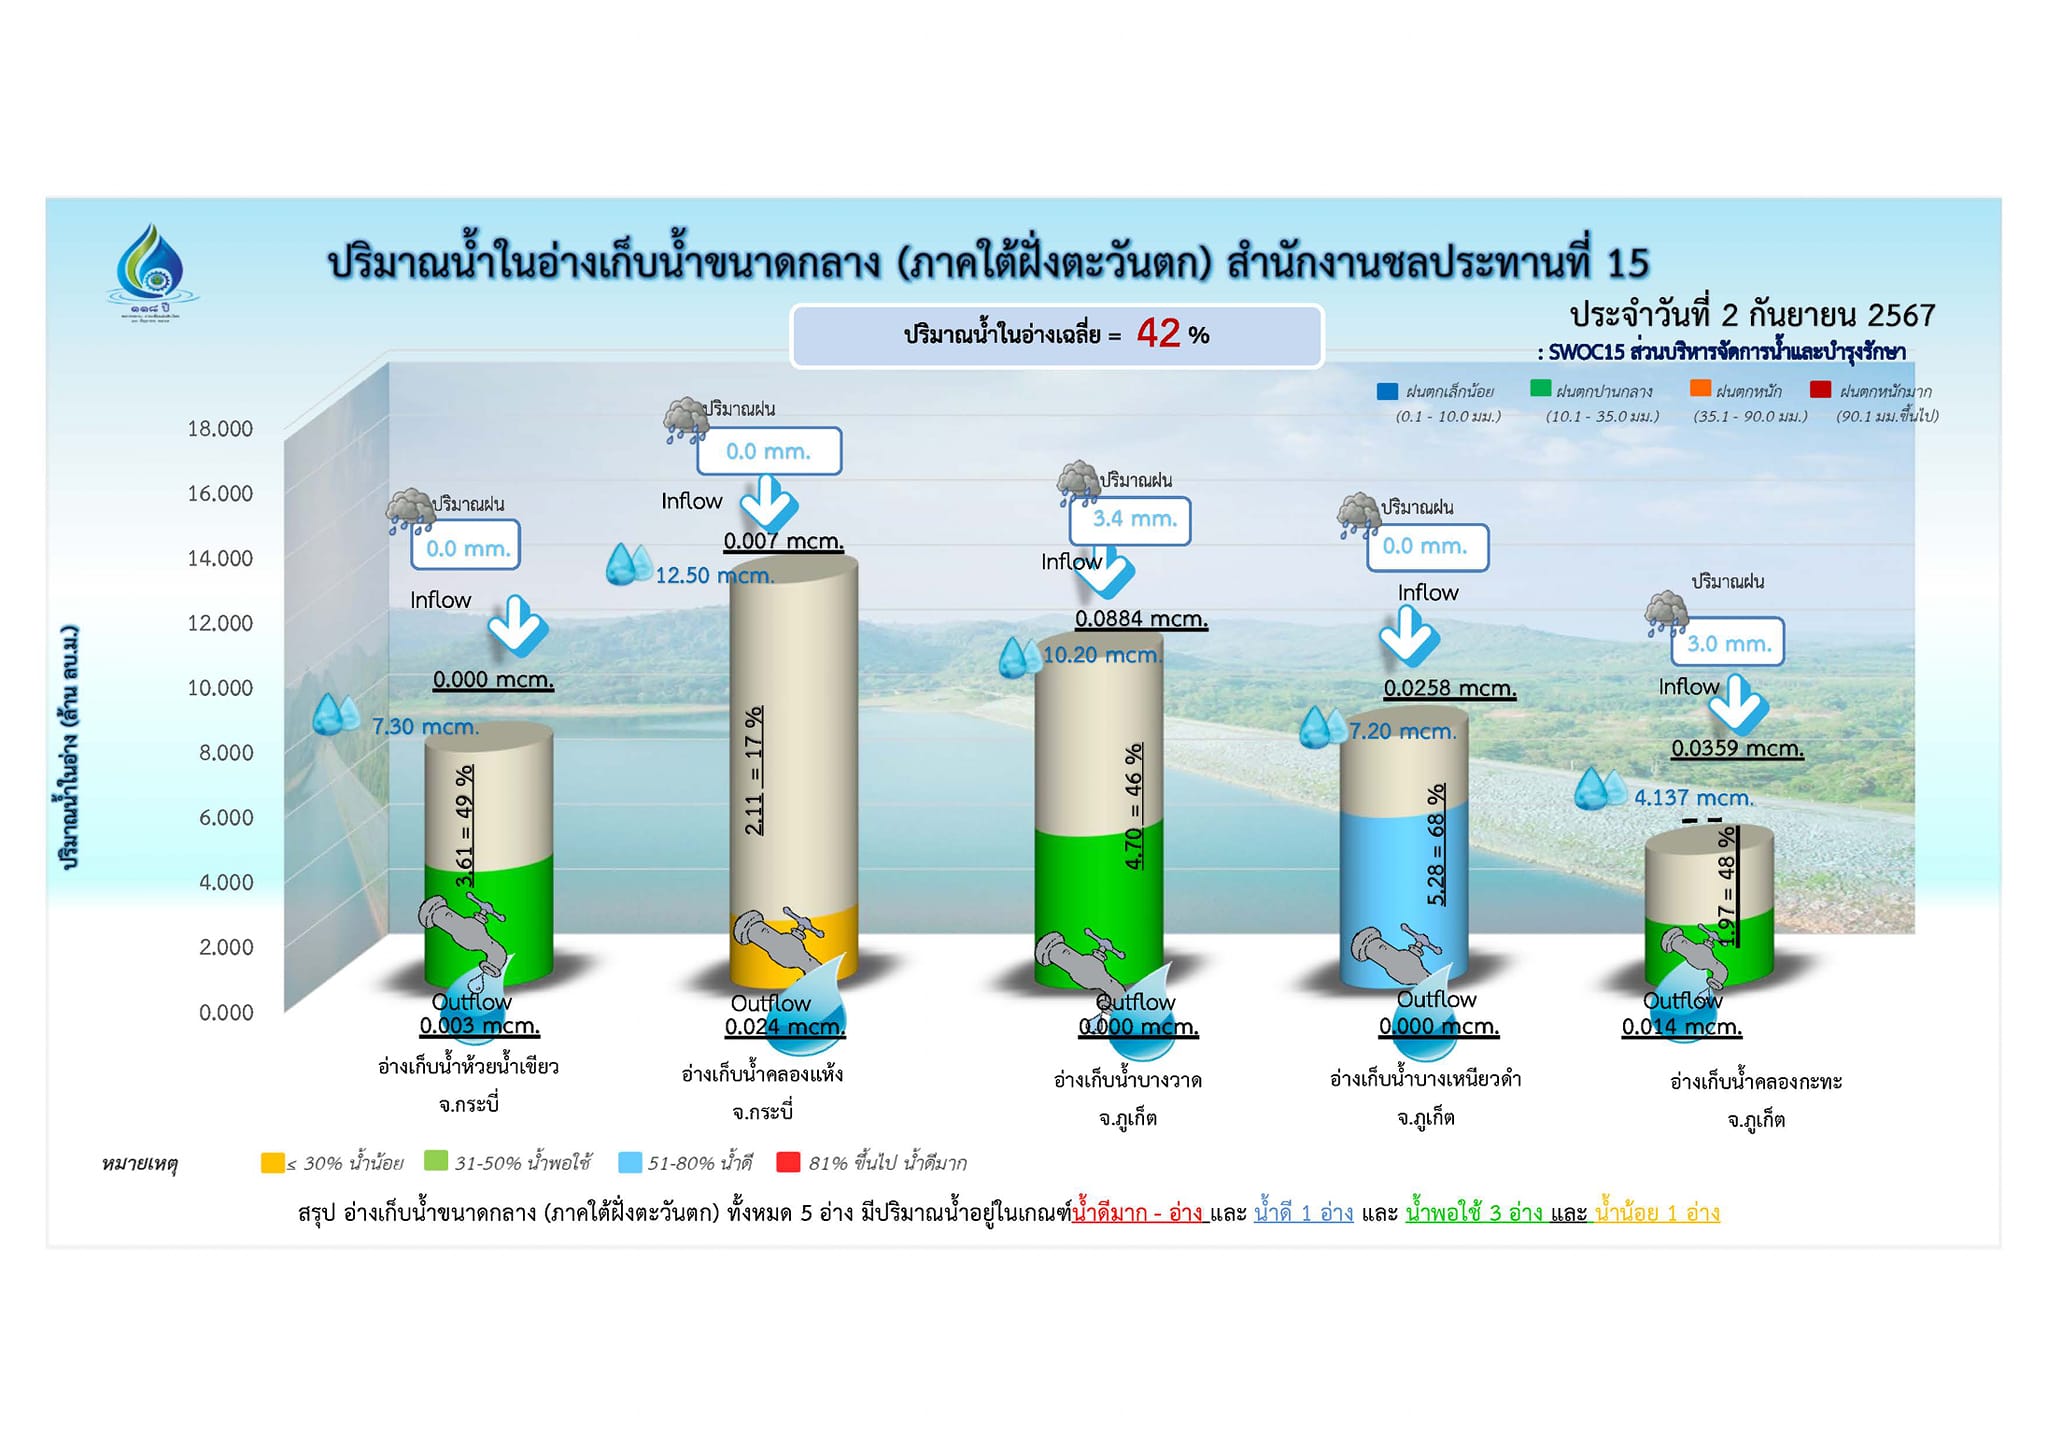 ปริมาณน้ำในอ่างเก็บน้ำขนาดกลาง (ภาคใต้ฝั่งตะวันตก) สำนักงานชลประทานที่ 15
๑๑๘ ปี
ปริมาณน้ำในอ่างเฉลี่ย = 42 %
ประจำวันที่ 2 กันยายน 2567
: SWOC15 ส่วนบริหารจัดการน้ำและบำรุงรักษา
ฝนตกเล็กน้อย ฝนตกปานกลาง ฝนตกหนัก ฝนตกหนักมาก
(0.1 - 10.0 มม.) (10.1 - 35.0 มม.) (35.1 - 90.0 มม.) (90.1 มม.ขึ้นไป)
ปริมาณน้ำในอ่าง (ล้าน ลบ.ม.)
18.000
16.000
14.000
12.000
10.000
8.000
6.000
4.000
2.000
0.000
ปริมาณฝน
0.0 mm.
Inflow
0.000 mcm.
7.30 mcm.
3.61 = 49 %
Outflow
0.003 mcm.
อ่างเก็บน้ำห้วยน้ำเขียว
จ.กระบี่
ปริมาณฝน
0.0 mm.
Inflow
0.007 mcm.
12.50 mcm.
2.11 = 17 %
Outflow
0.024 mcm.
อ่างเก็บน้ำคลองแห้ง
จ.กระบี่
ปริมาณฝน
3.4 mm.
Inflow
0.0884 mcm.
10.20 mcm.
4.70 = 46 %
Outflow
0.000 mcm.
อ่างเก็บน้ำบางวาด
จ.ภูเก็ต
ปริมาณฝน
0.0 mm.
Inflow
0.0258 mcm.
7.20 mcm.
5.28 = 68 %
Outflow
0.000 mcm.
อ่างเก็บน้ำบางเหนียวดำ
จ.ภูเก็ต
ปริมาณฝน
3.0 mm.
Inflow
0.0359 mcm.
4.137 mcm.
1.97 = 48 %
Outflow
0.014 mcm.
อ่างเก็บน้ำคลองกะทะ
จ.ภูเก็ต
หมายเหตุ ≤ 30% น้ำน้อย 31-50% น้ำพอใช้ 51-80% น้ำดี 81% ขึ้นไป น้ำดีมาก
สรุป อ่างเก็บน้ำขนาดกลาง (ภาคใต้ฝั่งตะวันตก) ทั้งหมด 5 อ่าง มีปริมาณน้ำอยู่ในเกณฑ์น้ำดีมาก - อ่าง และ น้ำดี 1 อ่าง และ น้ำพอใช้ 3 อ่าง และ น้ำน้อย 1 อ่าง